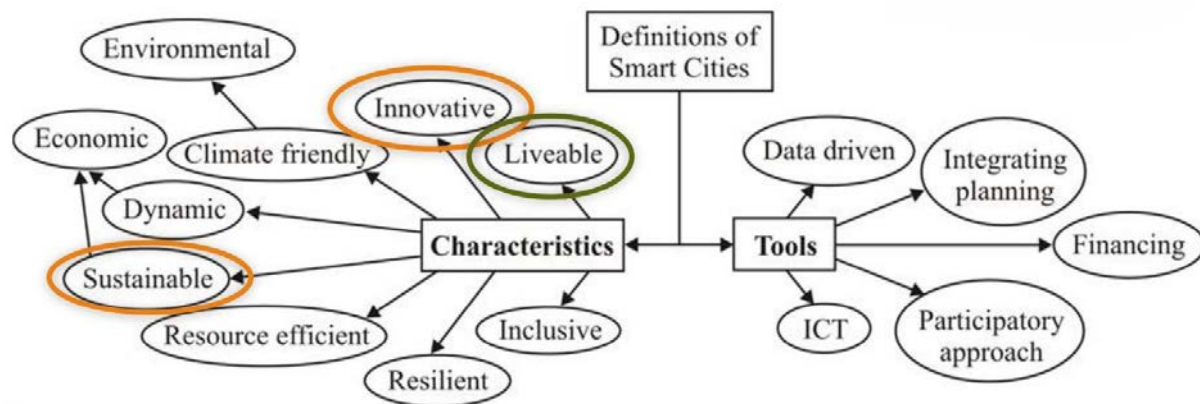 Definitions of
Smart Cities
Environmental
Innovative
Economic
Climate friendly
Liveable
Data driven
Integrating
planning
Dynamic
Characteristics
Tools
Financing
Sustainable
Resource efficient
Inclusive
ICT
Participatory
approach
Resilient